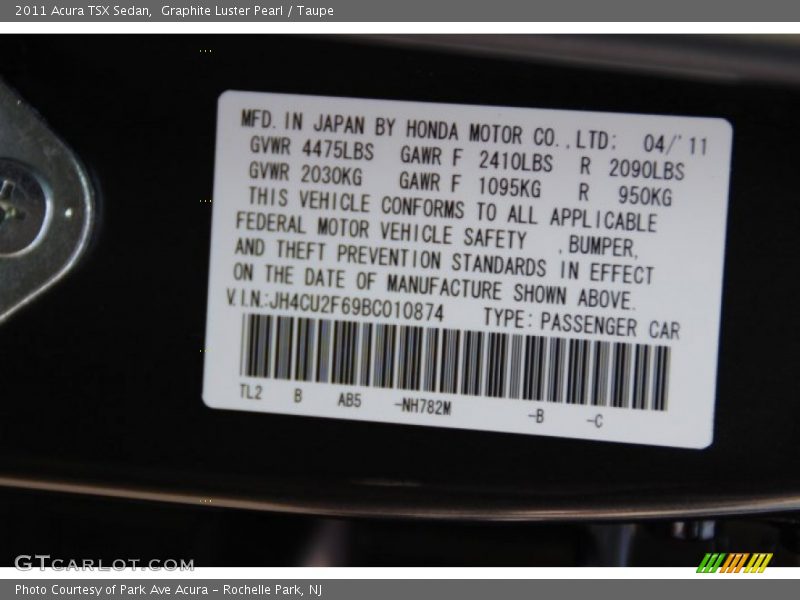 2011 Acura TSX Sedan,  Graphite Luster Pearl / Taupe
MFD. IN JAPAN BY HONDA MOTOR CO.,LTD: 04/'11
GVWR 4475LBS GAWR F 2410LBS R 2090LBS
GVWR 2030KG GAWR F 1095KG R 950KG
THIS VEHICLE CONFORMS TO ALL APPLICABLE
FEDERAL MOTOR VEHICLE SAFETY ,BUMPER,
AND THEFT PREVENTION STANDARDS IN EFFECT
ON THE DATE OF MANUFACTURE SHOWN ABOVE.
V.I.N.:JH4CU2F69BC010874 TYPE: PASSENGER CAR
TL2 B AB5 -NH782M -B -C
GTCARLOT.COM
Photo Courtesy of Park Ave Acura - Rochelle Park, NJ